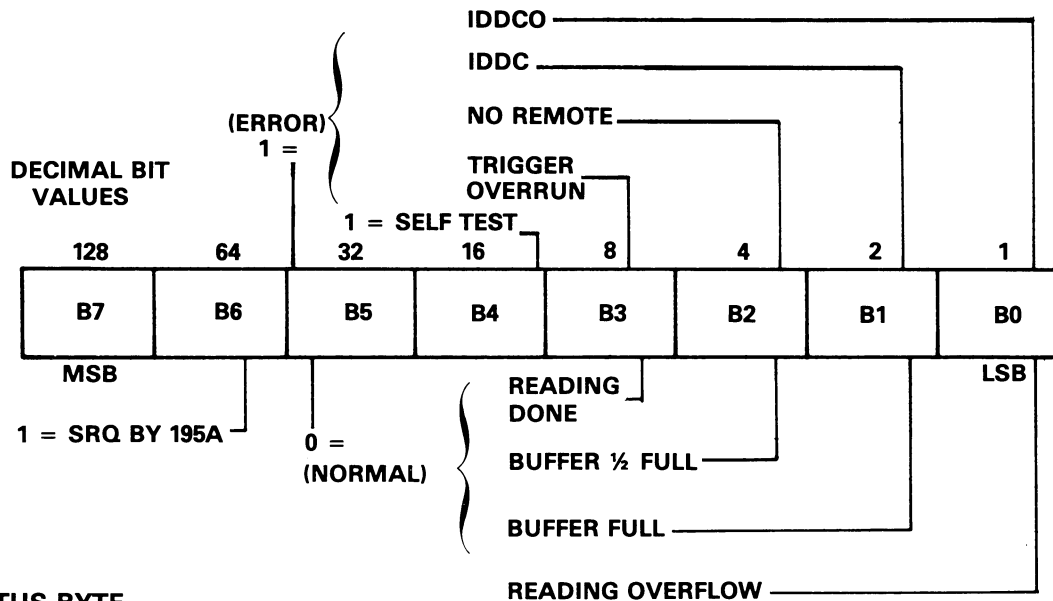 IDDCO
IDDC
NO REMOTE
(ERROR)
1 =
TRIGGER
OVERRUN
DECIMAL BIT
VALUES
1 = SELF TEST
128 64 32 16 8 4 2 1
B7 B6 B5 B4 B3 B2 B1 B0
MSB LSB
READING
DONE
1 = SRQ BY 195A
0 =
(NORMAL)
BUFFER ½ FULL
BUFFER FULL
READING OVERFLOW